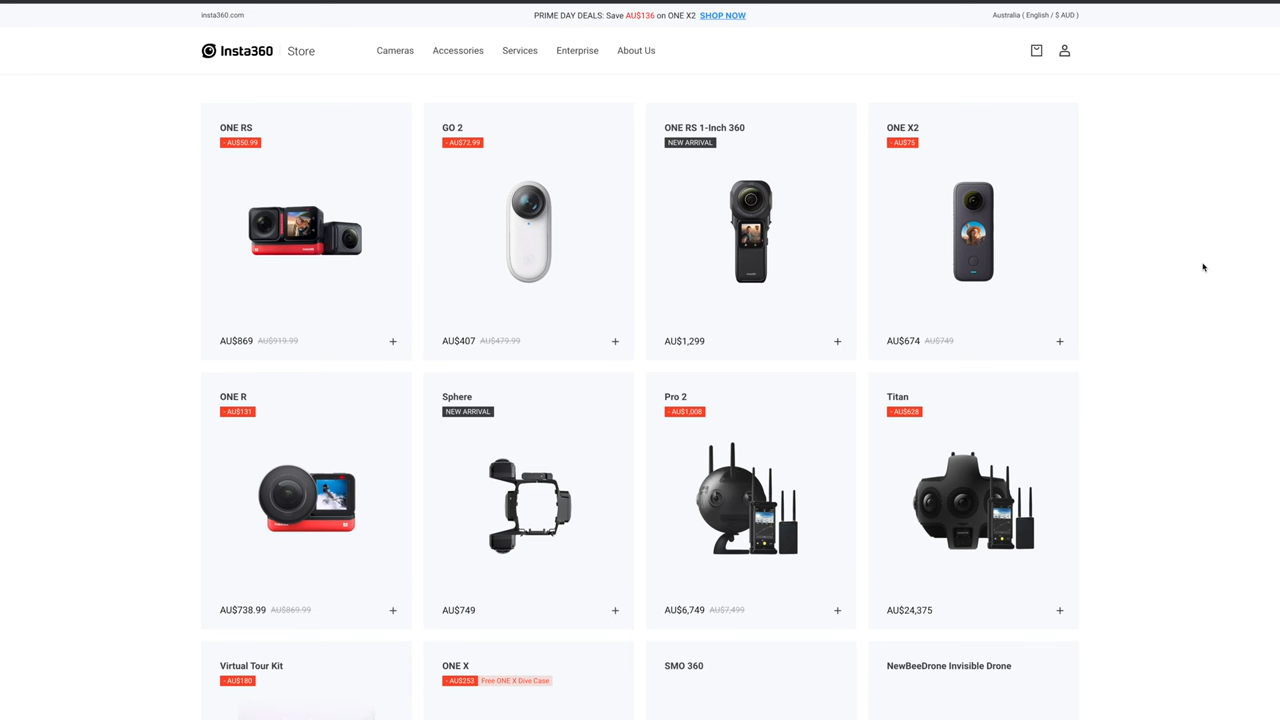 insta360.com
PRIME DAY DEALS: Save AU$136 on ONE X2 SHOP NOW
Australia ( English / $ AUD )
Insta360 Store
Cameras
Accessories
Services
Enterprise
About Us
ONE RS
- AU$50.99
AU$869 AU$919.99
+
GO 2
- AU$72.99
AU$407 AU$479.99
+
ONE RS 1-Inch 360
NEW ARRIVAL
AU$1,299
+
ONE X2
- AU$75
AU$674 AU$749
+
ONE R
- AU$131
AU$738.99 AU$869.99
+
Sphere
NEW ARRIVAL
AU$749
+
Pro 2
- AU$1,008
AU$6,749 AU$7,499
+
Titan
- AU$628
AU$24,375
+
Virtual Tour Kit
- AU$180
ONE X
- AU$253 Free ONE X Dive Case
SMO 360
NewBeeDrone Invisible Drone